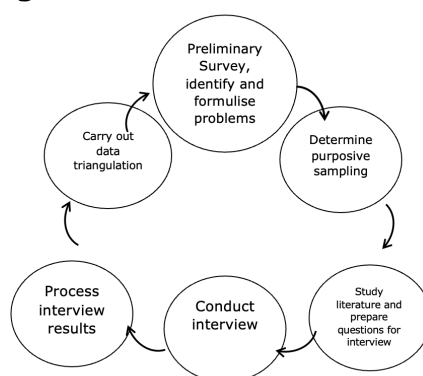 Preliminary
Survey,
identify and
formulise
problems
Determine
purposive
sampling
Study
literature and
prepare
questions for
interview
Conduct
interview
Process
interview
results
Carry out
data
triangulation